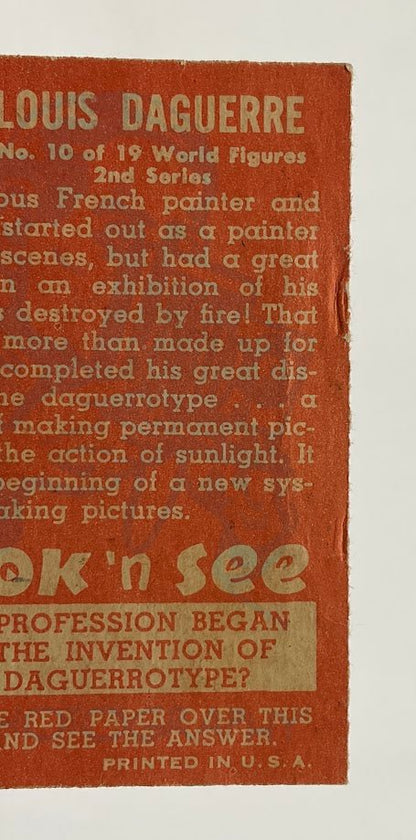 LOUIS DAGUERRE
No. 10 of 19 World Figures
2nd Series
ous French painter and
started out as a painter
scenes, but had a great
n an exhibition of his
s destroyed by fire! That
more than made up for
completed his great dis-
ne daguerrotype . . . a
f making permanent pic-
the action of sunlight. It
beginning of a new sys-
aking pictures.
OK 'n See
PROFESSION BEGAN
THE INVENTION OF
DAGUERROTYPE?
E RED PAPER OVER THIS
ND SEE THE ANSWER.
PRINTED IN U.S.A.